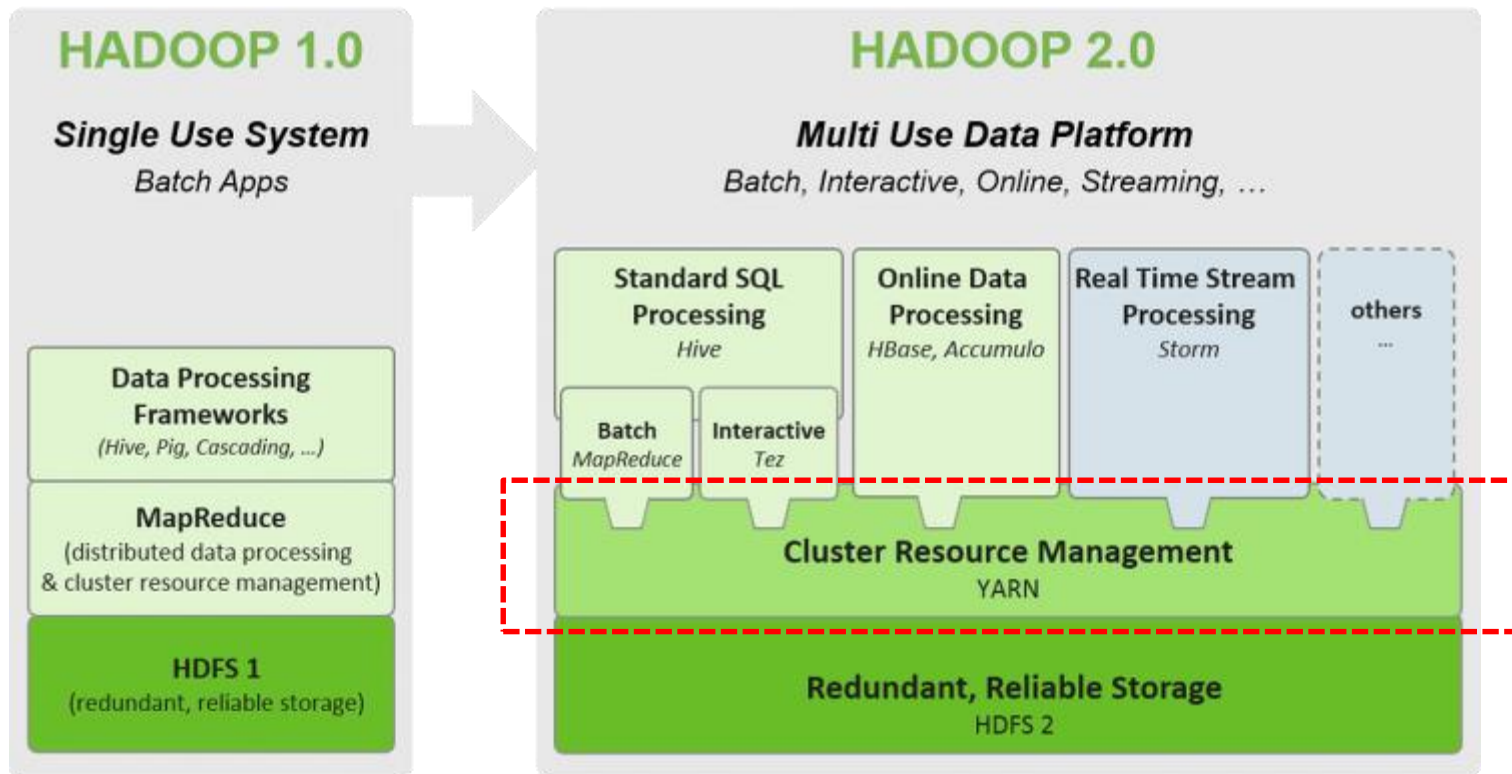 HADOOP 1.0
Single Use System
Batch Apps
Data Processing
Frameworks
(Hive, Pig, Cascading, ...)
MapReduce
(distributed data processing
& cluster resource management)
HDFS 1
(redundant, reliable storage)
HADOOP 2.0
Multi Use Data Platform
Batch, Interactive, Online, Streaming, …
Standard SQL
Processing
Hive
Batch
MapReduce
Interactive
Tez
Online Data
Processing
HBase, Accumulo
Real Time Stream
Processing
Storm
others
...
Cluster Resource Management
YARN
Redundant, Reliable Storage
HDFS 2